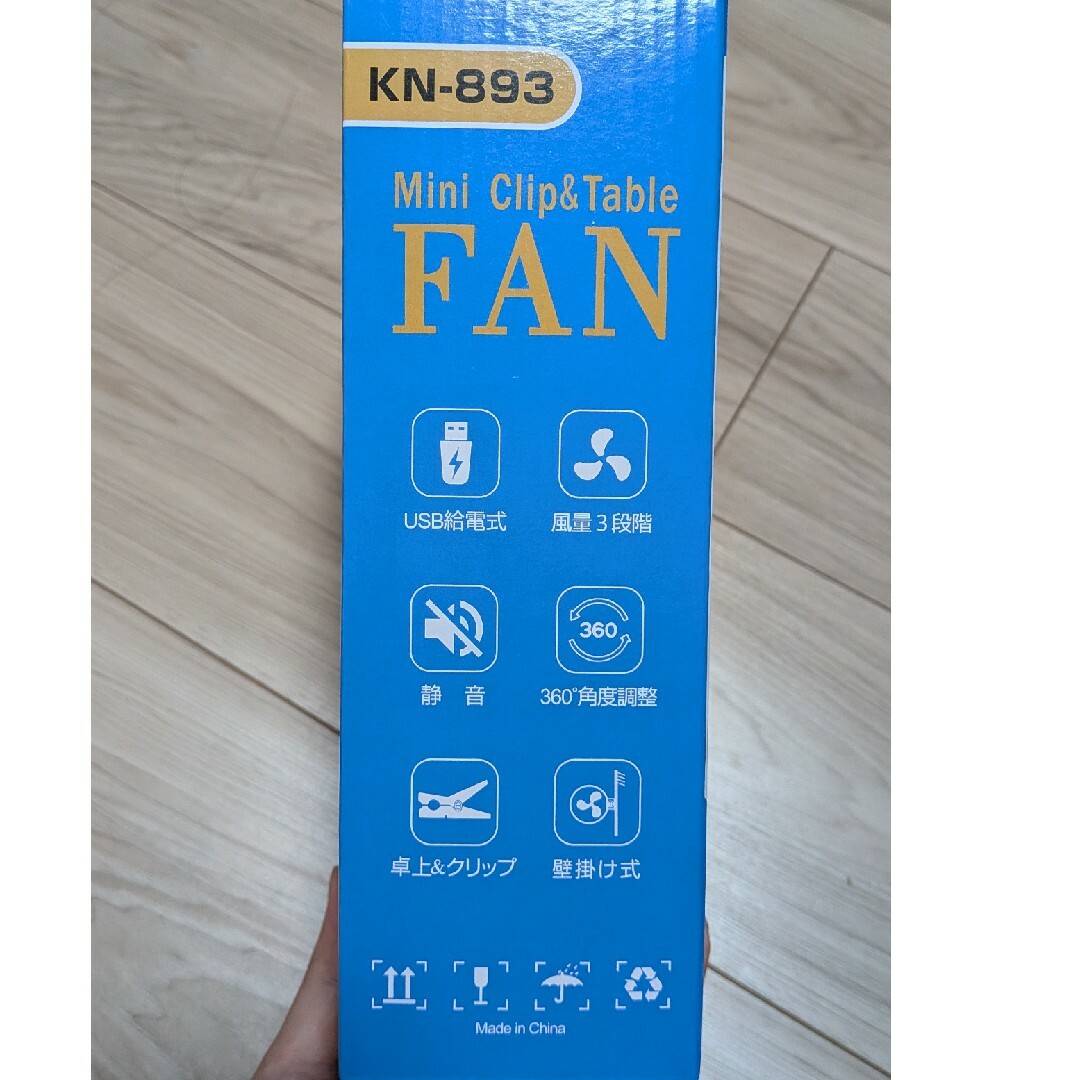 KN-893
Mini Clip&Table
FAN
USB給電式 風量3段階
静 音
360
360°角度調整
卓上&クリップ 壁掛け式
Made in China